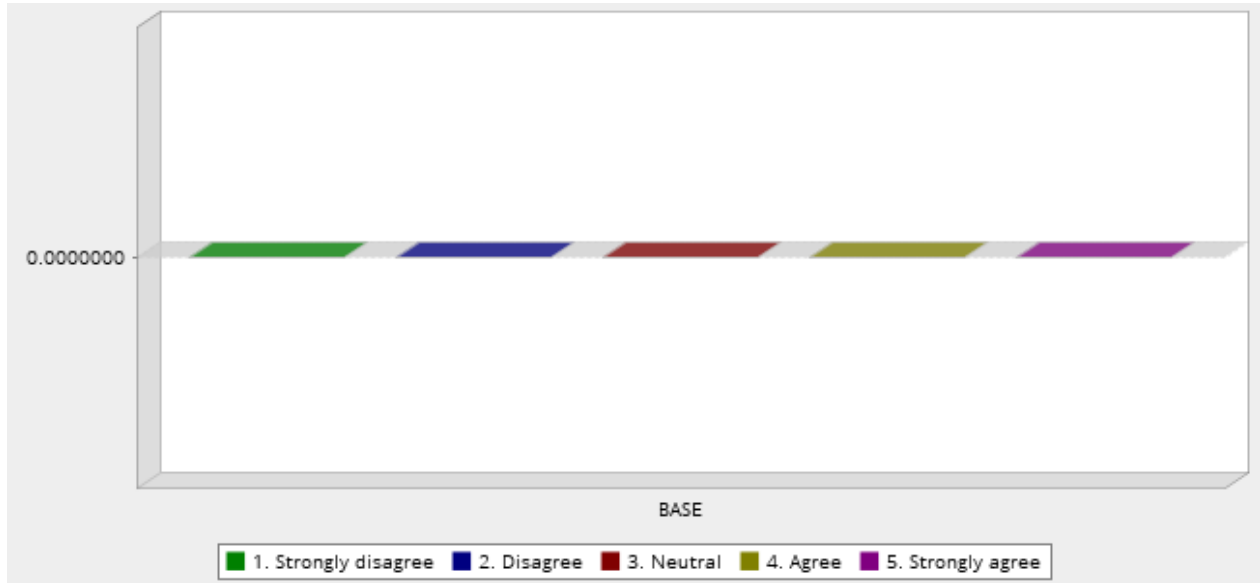 0.0000000
BASE
1. Strongly disagree 2. Disagree 3. Neutral 4. Agree 5. Strongly agree